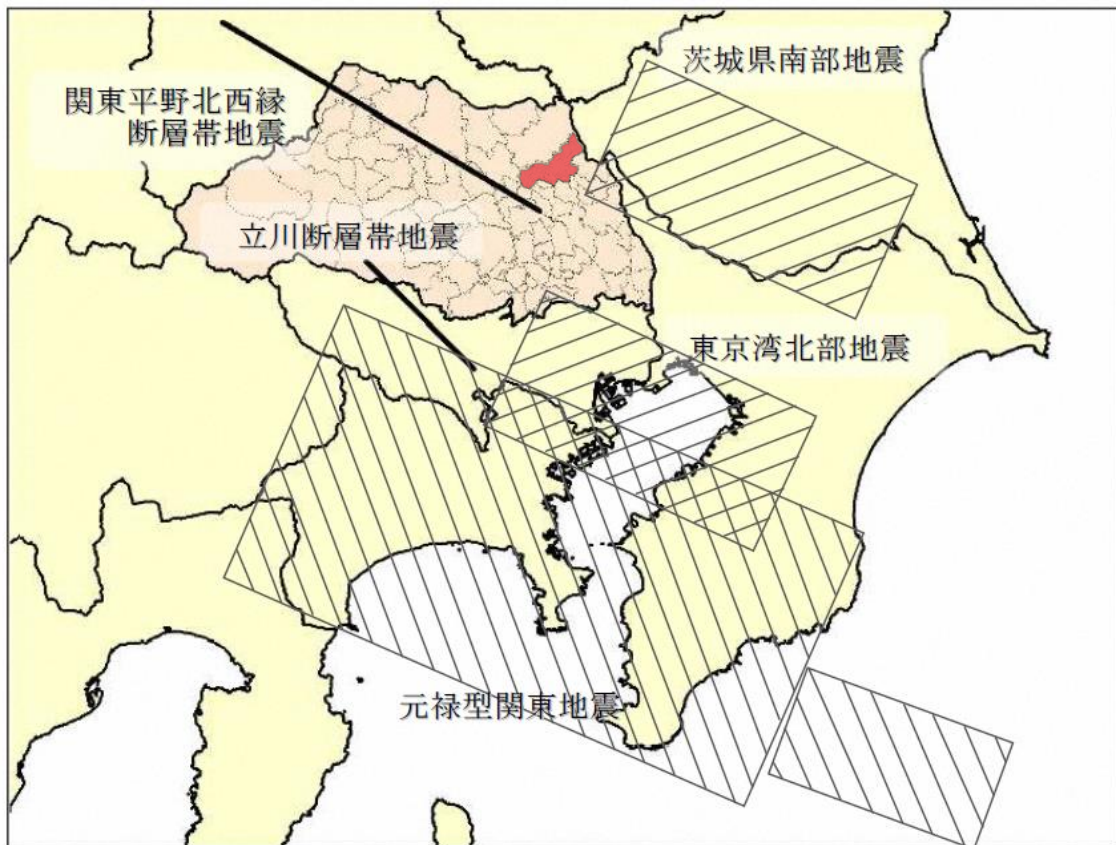 茨城県南部地震
関東平野北西縁
断層帯地震
立川断層帯地震
東京湾北部地震
元禄型関東地震